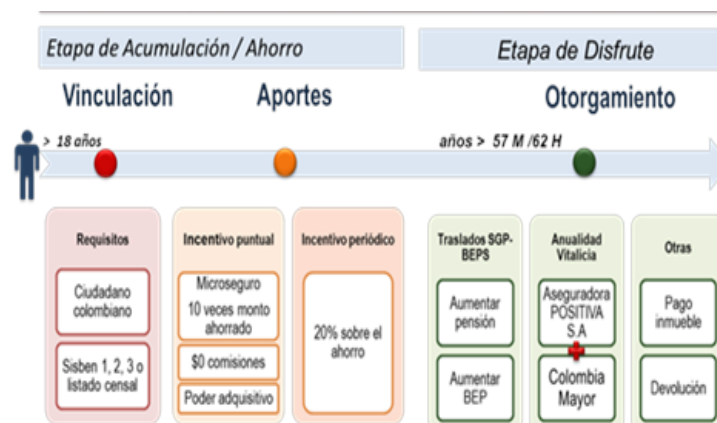 Etapa de Acumulación / Ahorro
Etapa de Disfrute
Vinculación
Aportes
Otorgamiento
> 18 años
años > 57 M /62 H
Requisitos
Ciudadano
colombiano
Sisben 1, 2, 3 o
listado censal
Incentivo puntual
Microseguro
10 veces monto
ahorrado
$0 comisiones
Poder adquisitivo
Incentivo periódico
20% sobre el
ahorro
Traslados SGP-
BEPS
Aumentar
pensión
Aumentar
BEP
Anualidad
Vitalicia
Aseguradora
POSITIVA
S.A
Colombia
Mayor
Otras
Pago
inmueble
Devolución